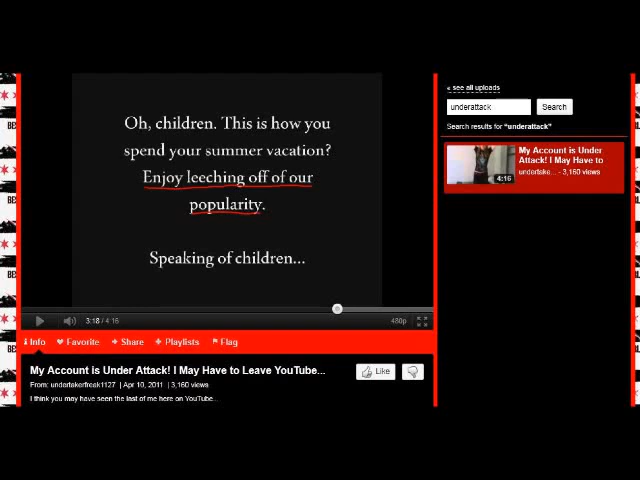 Oh, children. This is how you
spend your summer vacation?
Enjoy leeching off of our
popularity.
Speaking of children...
3:18 / 4:16
480p
Info
Favorite
Share
Playlists
Flag
My Account is Under Attack! I May Have to Leave YouTube...
Like
From: undertakerfreak1127 | Apr 10, 2011 | 3,160 views
I think you may have seen the last of me here on YouTube...
« see all uploads
underattack
Search
Search results for "underattack"
My Account is Under
Attack! I May Have to
undertake... - 3,160 views
4:16